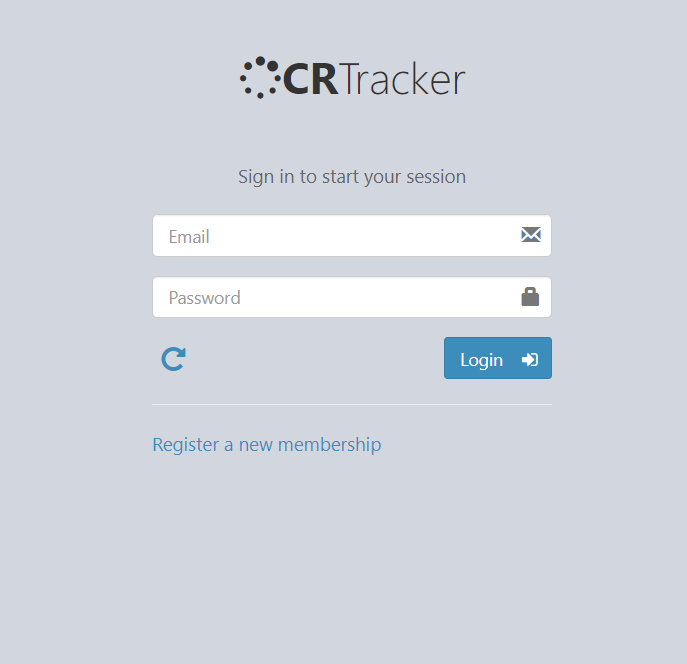 CRTracker
Sign in to start your session
Email
Password
Login
Register a new membership